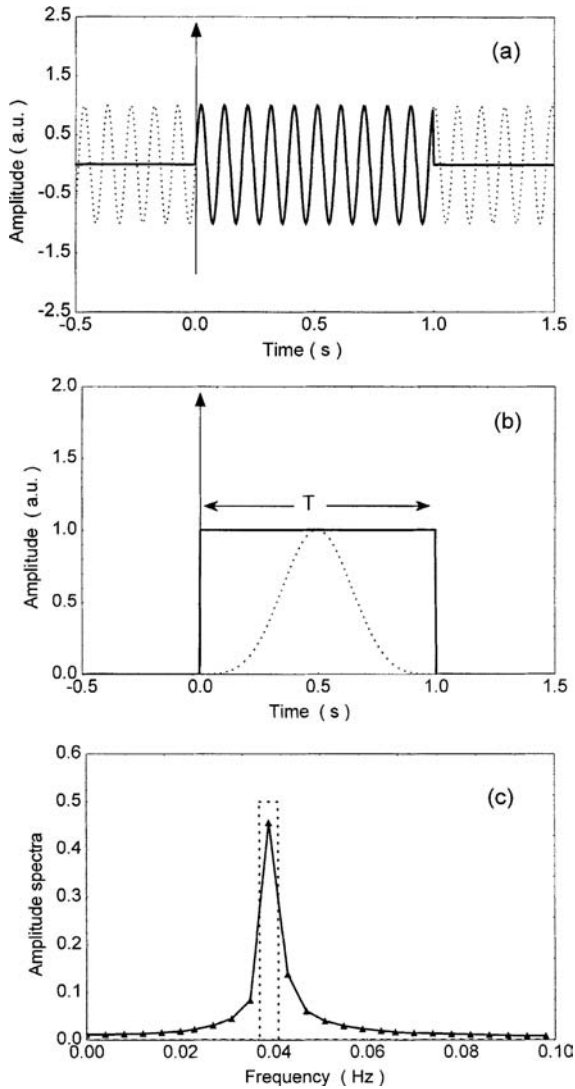 (a)
Amplitude ( a.u. )
2.5
1.5
0.5
-0.5
-1.5
-2.5
-0.5 0.0 0.5 1.0 1.5
Time ( s )
(b)
Amplitude ( a.u. )
2.0
1.5
1.0
0.5
0.0
T
-0.5 0.0 0.5 1.0 1.5
Time ( s )
(c)
Amplitude spectra
0.6
0.5
0.4
0.3
0.2
0.1
0.0
0.00 0.02 0.04 0.06 0.08 0.10
Frequency ( Hz )